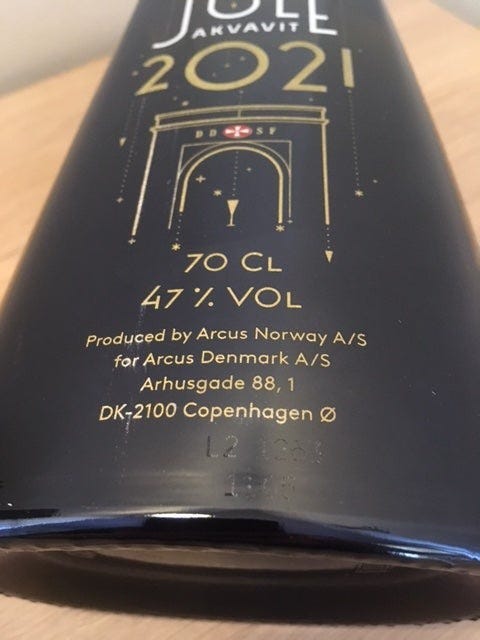 JULE
AKVAVIT
2021
DD SF
70 CL
47 % VOL
Produced by Arcus Norway A/S
for Arcus Denmark A/S
Arhusgade 88, 1
DK-2100 Copenhagen Ø
L2